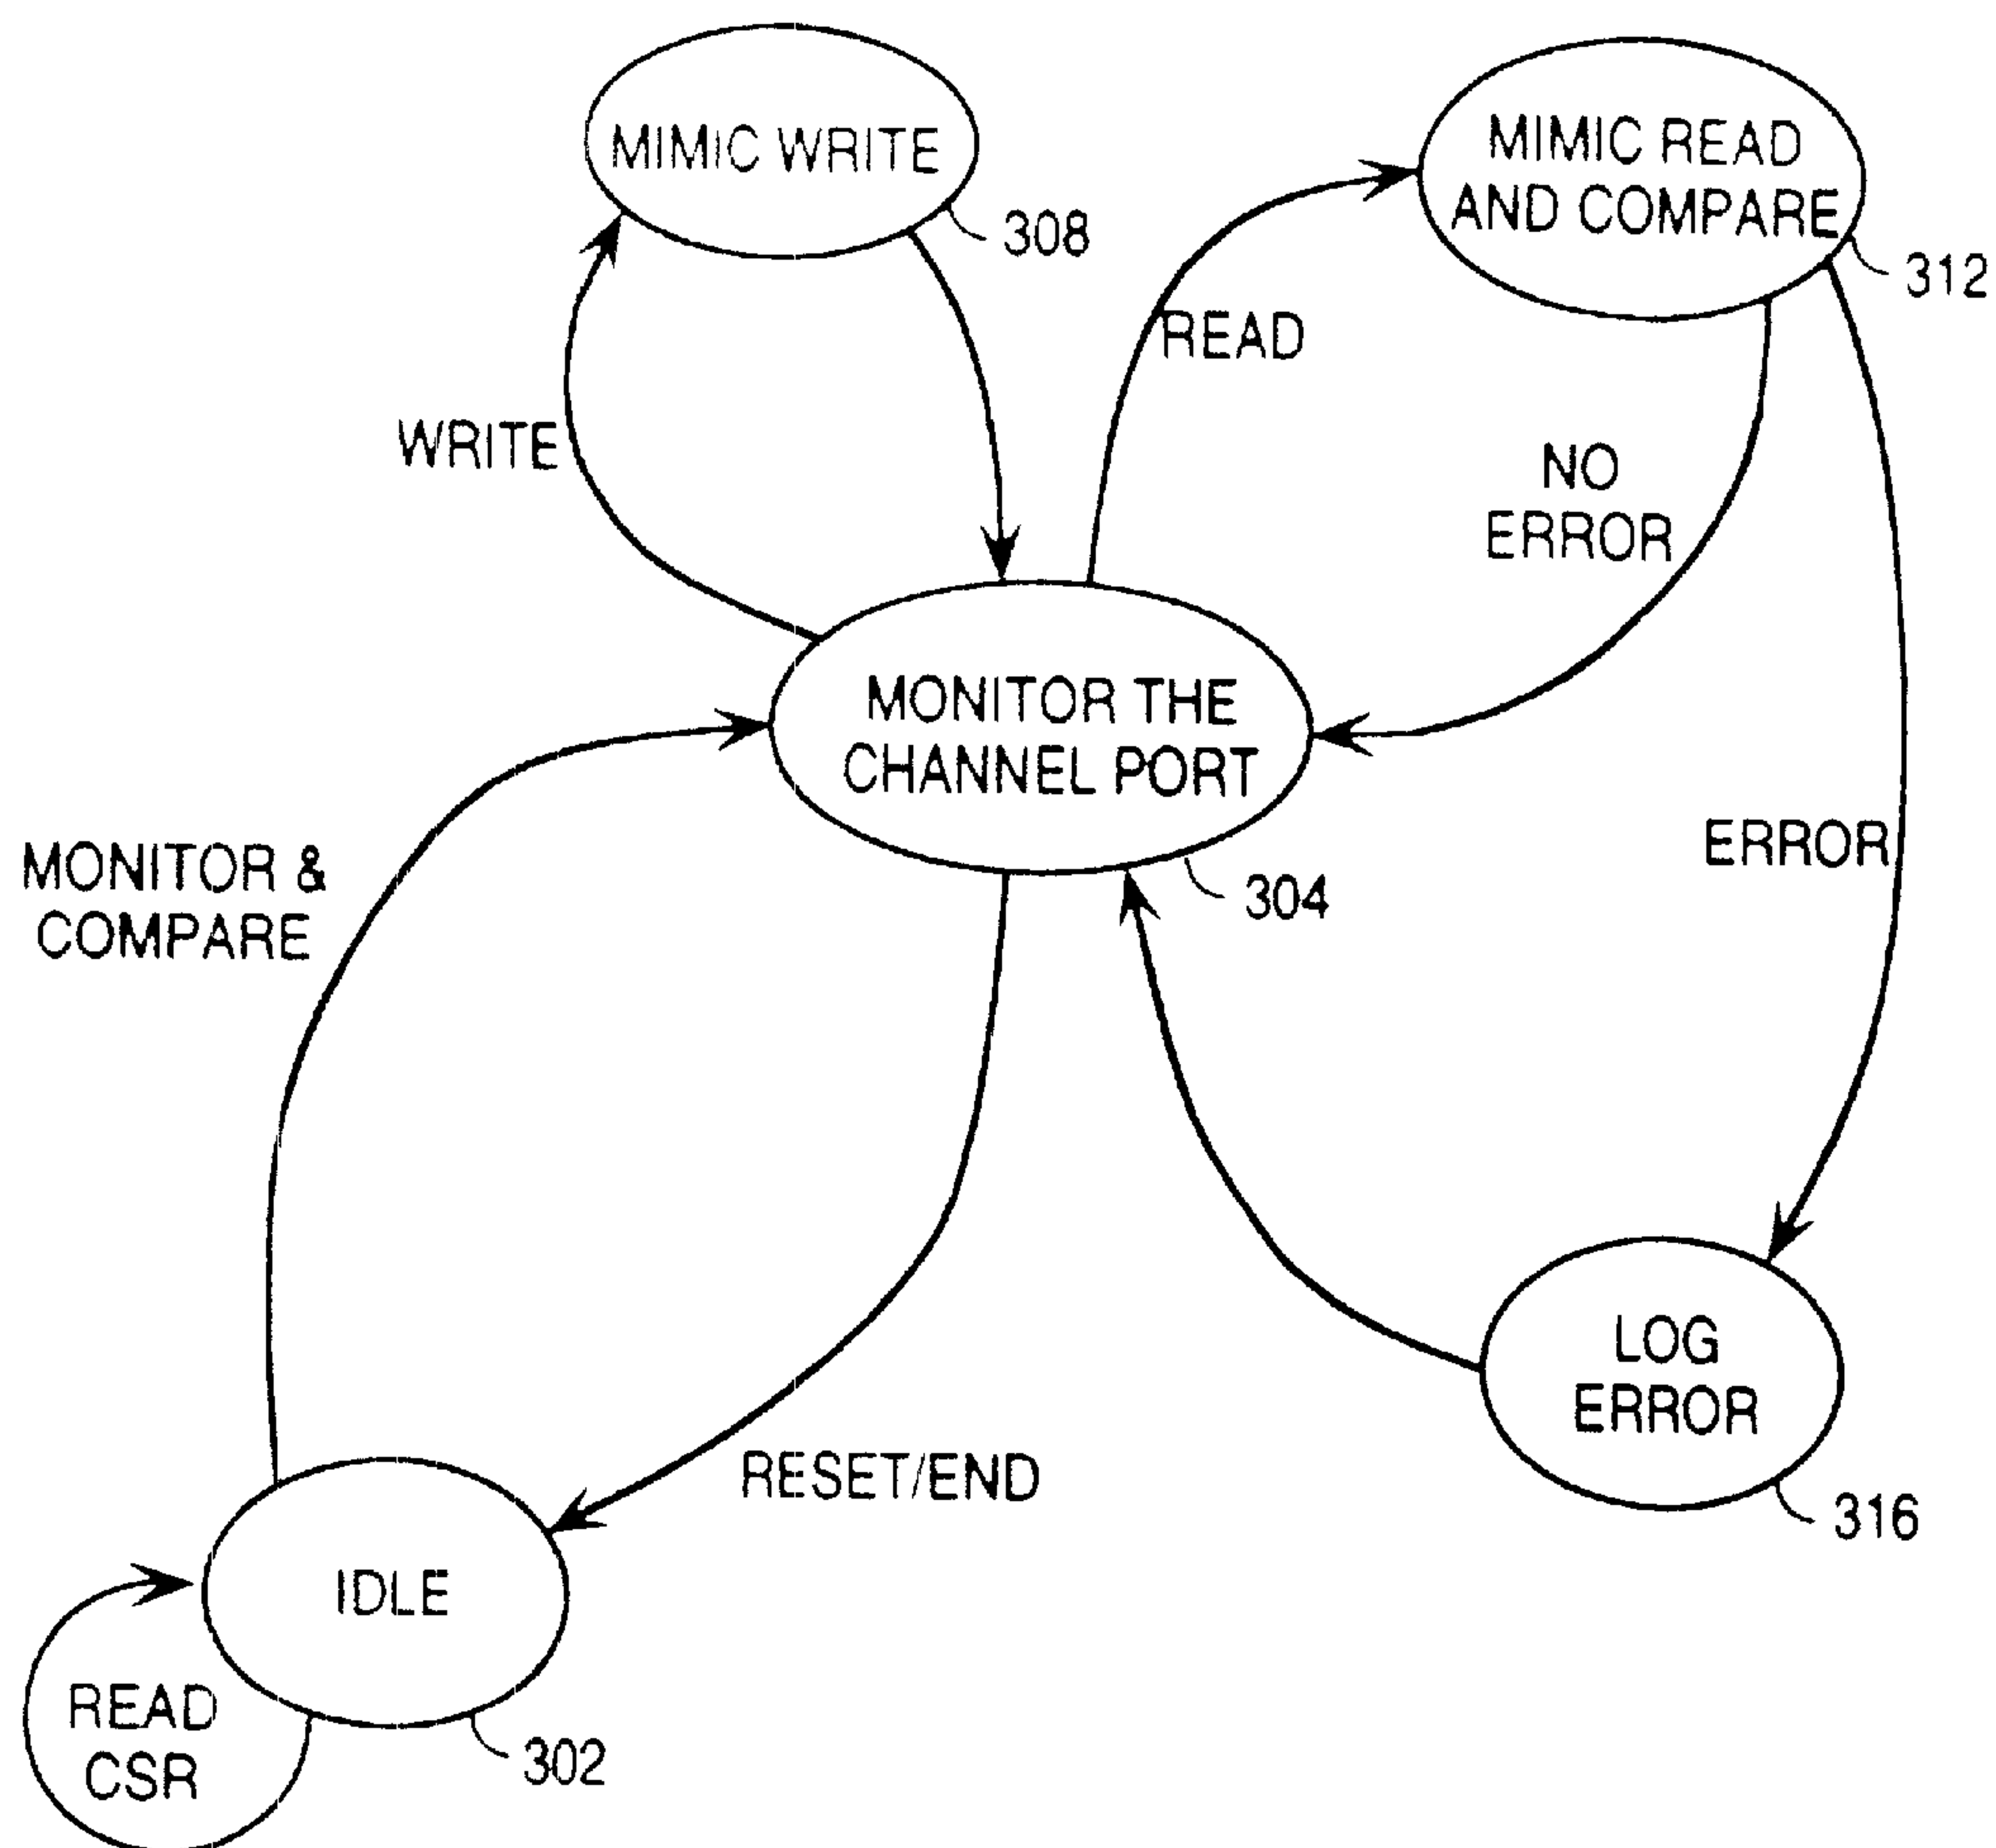 MIMIC WRITE
308
MIMIC READ
AND COMPARE
312
READ
WRITE
NO
ERROR
MONITOR THE
CHANNEL PORT
304
MONITOR &
COMPARE
ERROR
LOG
ERROR
316
RESET/END
IDLE
302
READ
CSR